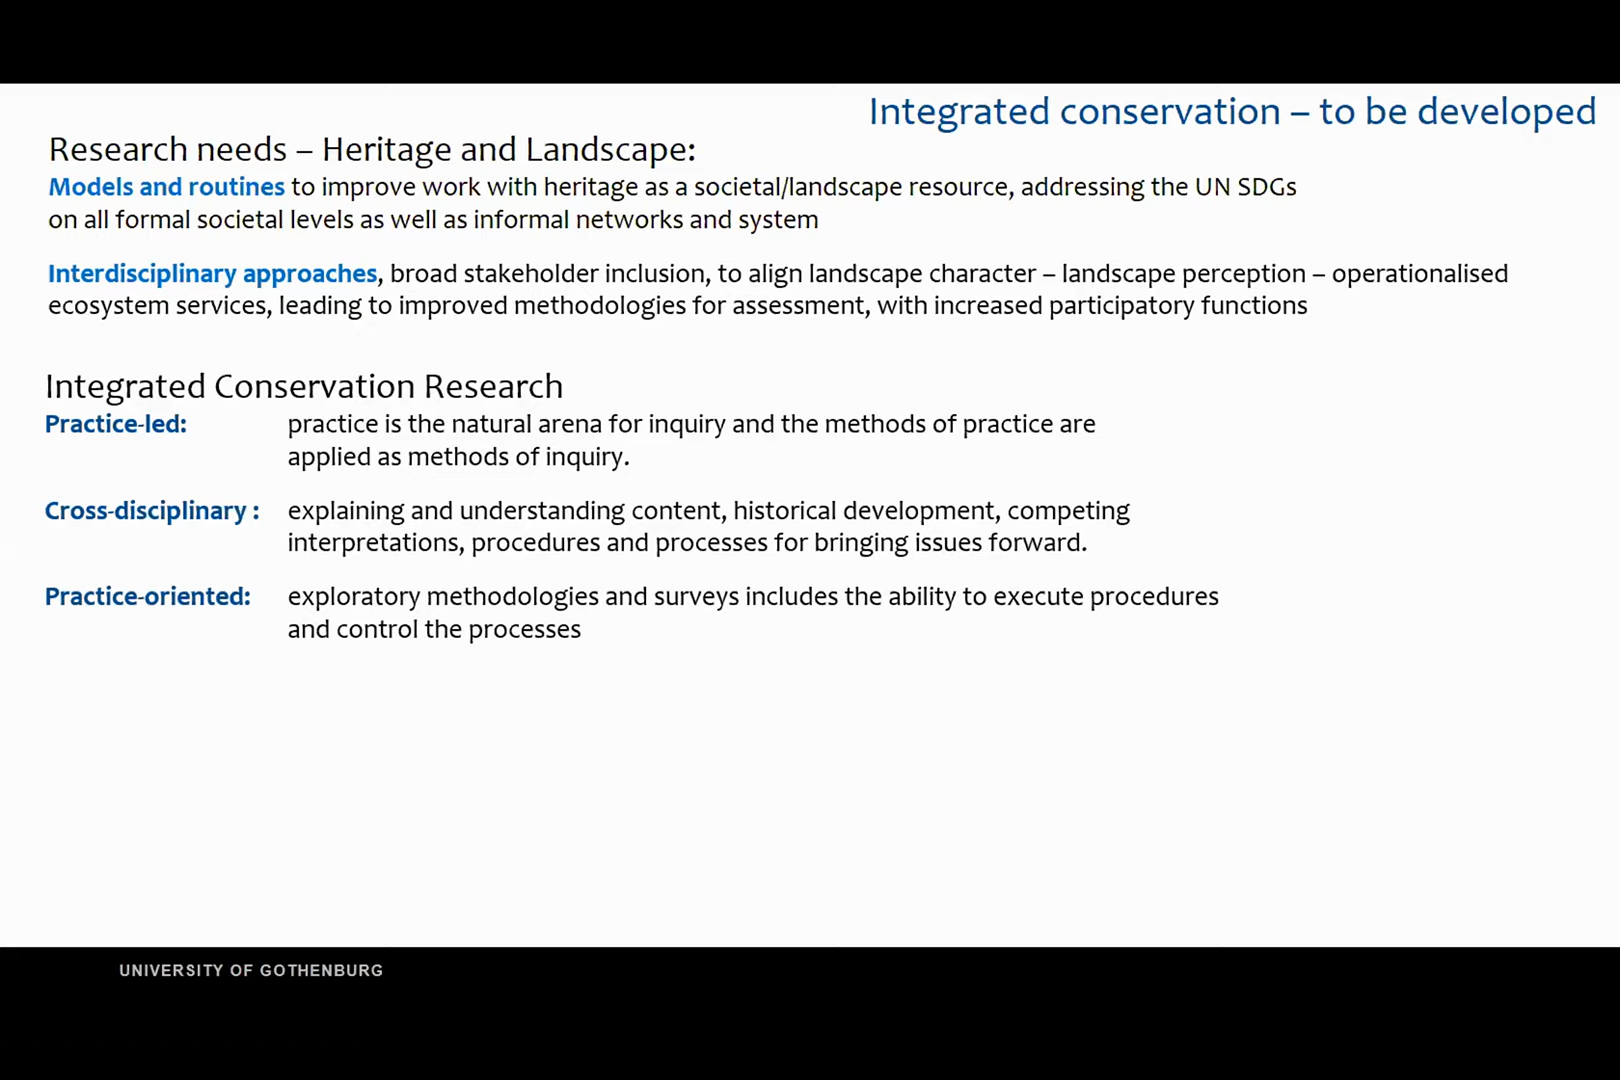 Integrated conservation – to be developed
Research needs – Heritage and Landscape:
Models and routines to improve work with heritage as a societal/landscape resource, addressing the UN SDGs
on all formal societal levels as well as informal networks and system
Interdisciplinary approaches, broad stakeholder inclusion, to align landscape character – landscape perception – operationalised
ecosystem services, leading to improved methodologies for assessment, with increased participatory functions
Integrated Conservation Research
Practice-led: practice is the natural arena for inquiry and the methods of practice are
applied as methods of inquiry.
Cross-disciplinary : explaining and understanding content, historical development, competing
interpretations, procedures and processes for bringing issues forward.
Practice-oriented: exploratory methodologies and surveys includes the ability to execute procedures
and control the processes
UNIVERSITY OF GOTHENBURG